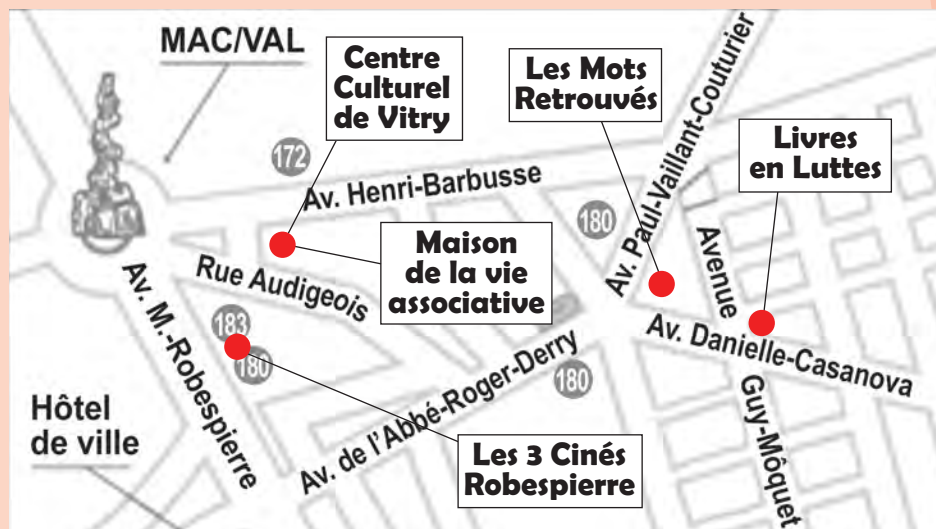 MAC/VAL
Centre
Culturel
de Vitry
Les Mots
Retrouvés
Livres
en Luttes
172
Av. Henri-Barbusse
180
Av. Paul-Vaillant-Couturier
Maison
de la vie
associative
Rue Audigeois
Avenue
Guy-Môquet
Av. M.-Robespierre
183
180
Av. Danielle-Casanova
Av. de l'Abbé-Roger-Derry
180
Hôtel
de ville
Les 3 Cinés
Robespierre